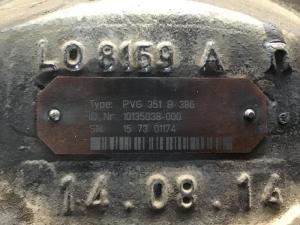 LO 8159 A
Type: PVG 351 B 386
ID. Nr: 10135038-000
SN: 15 73 01174
14.08.14